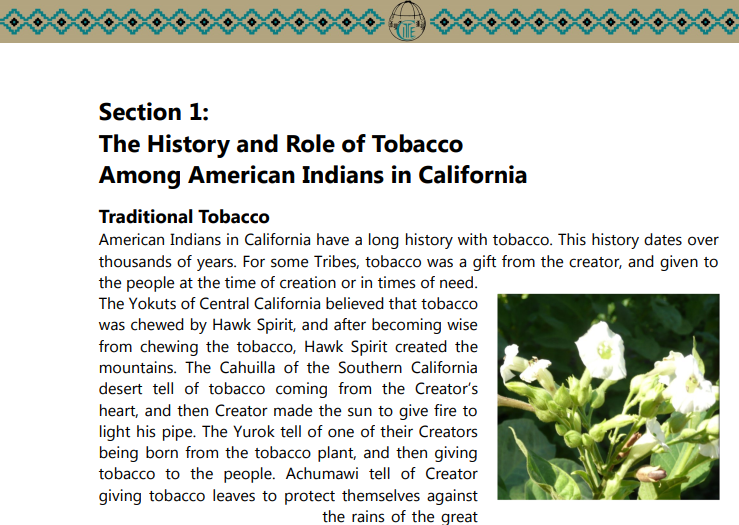 CITTE
Section 1:
The History and Role of Tobacco
Among American Indians in California
Traditional Tobacco
American Indians in California have a long history with tobacco. This history dates over
thousands of years. For some Tribes, tobacco was a gift from the creator, and given to
the people at the time of creation or in times of need.
The Yokuts of Central California believed that tobacco
was chewed by Hawk Spirit, and after becoming wise
from chewing the tobacco, Hawk Spirit created the
mountains. The Cahuilla of the Southern California
desert tell of tobacco coming from the Creator’s
heart, and then Creator made the sun to give fire to
light his pipe. The Yurok tell of one of their Creators
being born from the tobacco plant, and then giving
tobacco to the people. Achumawi tell of Creator
giving tobacco leaves to protect themselves against
the rains of the great